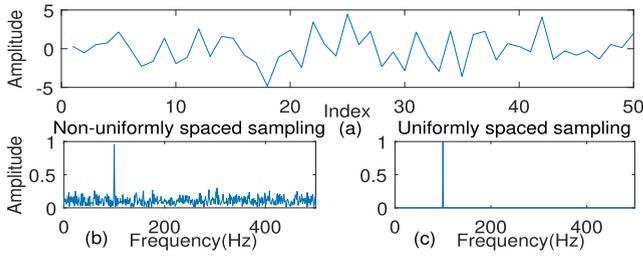 5
Amplitude
0
-5
0 10 20 30 40 50
Index
Non-uniformly spaced sampling (a) Uniformly spaced sampling
1 1
Amplitude
0.5 0.5
0 0
0 200 400 0 200 400
(b) Frequency(Hz) (c) Frequency(Hz)